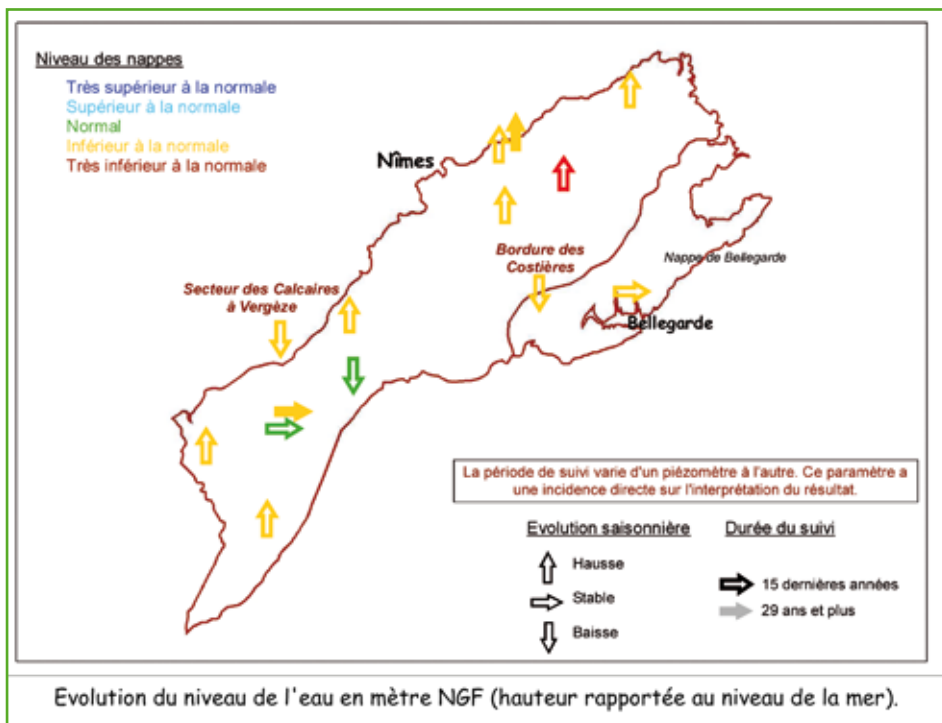 Niveau des nappes
Très supérieur à la normale
Supérieur à la normale
Normal
Inférieur à la normale
Très inférieur à la normale
Nîmes
Bordure des
Costières
Nappe de Bellegarde
Secteur des Calcaires
à Vergèze
Bellegarde
La période de suivi varie d'un piézomètre à l'autre. Ce paramètre a
une incidence directe sur l'interprétation du résultat.
Evolution saisonnière
Hausse
Stable
Baisse
Durée du suivi
15 dernières années
29 ans et plus
Evolution du niveau de l'eau en mètre NGF (hauteur rapportée au niveau de la mer).